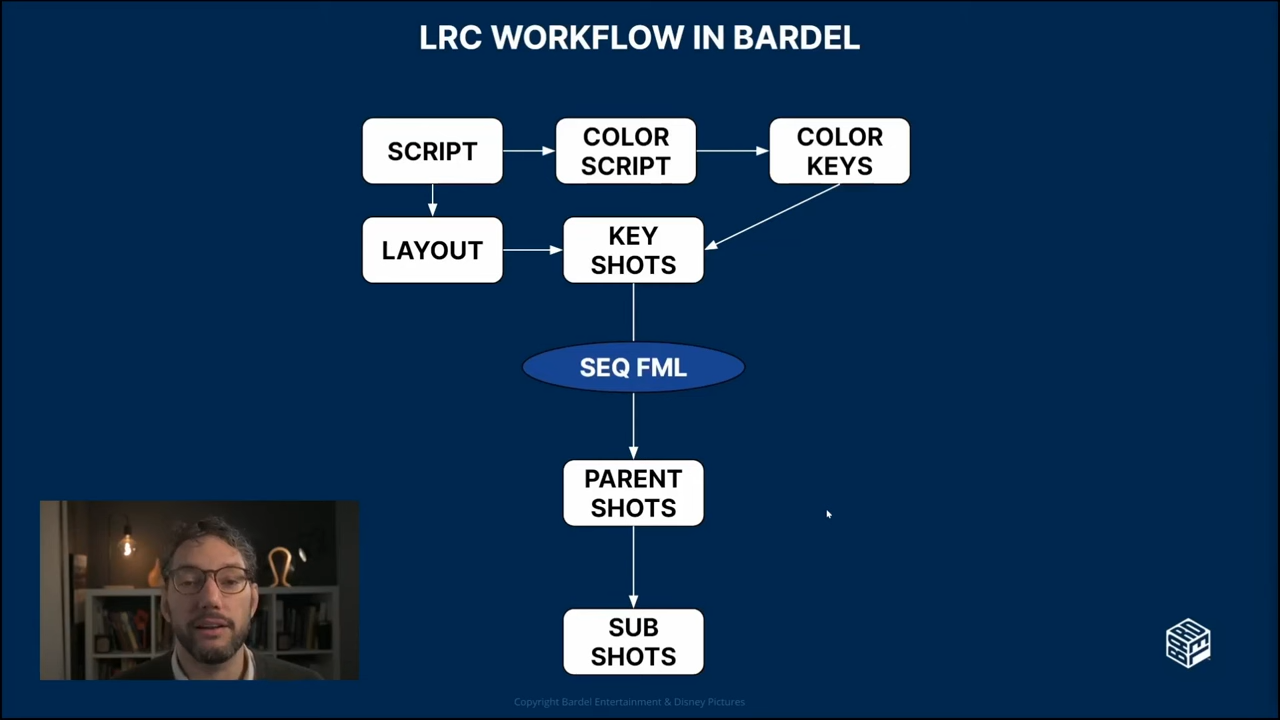 LRC WORKFLOW IN BARDEL
SCRIPT
COLOR
SCRIPT
COLOR
KEYS
LAYOUT
KEY
SHOTS
SEQ FML
PARENT
SHOTS
SUB
SHOTS
BARDEL
Copyright Bardel Entertainment & Disney Pictures